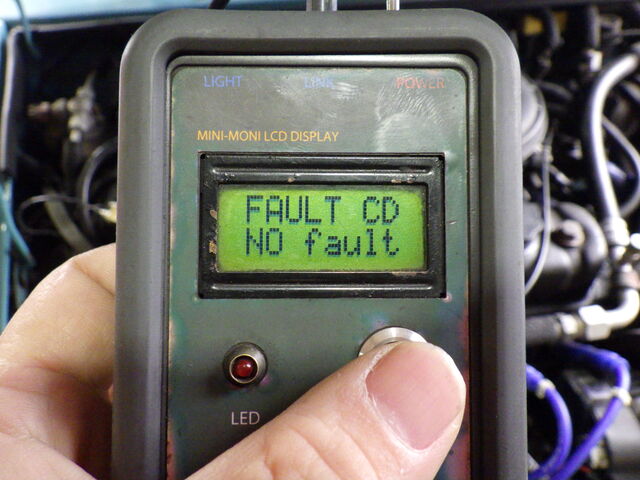 LIGHT LINK POWER
MINI-MONI LCD DISPLAY
FAULT CD
NO fault
LED